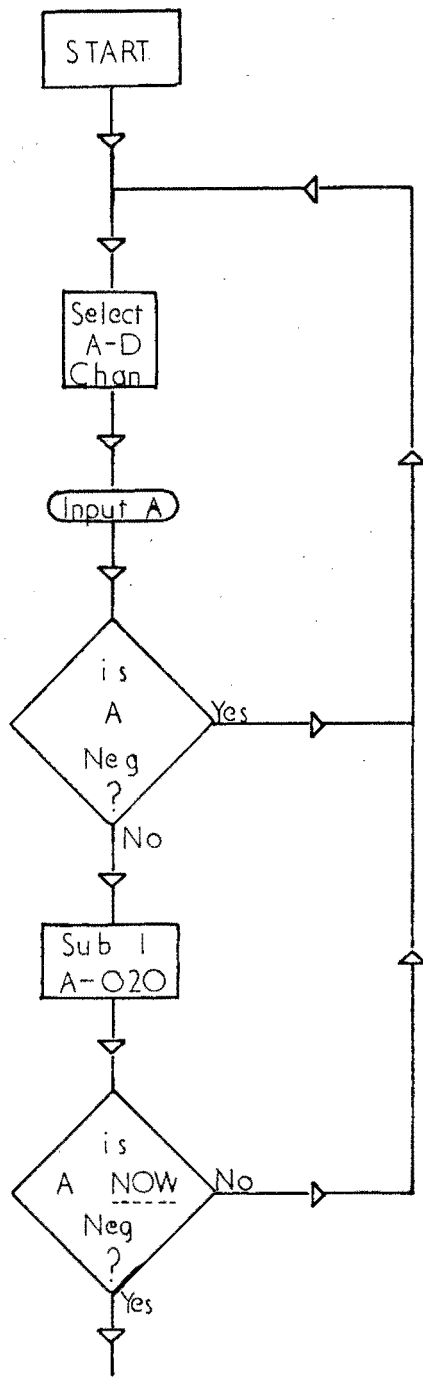 START
Select
A-D
Chan
Input A
is
A
Neg
?
Yes
No
Sub 1
A-020
is
A NOW
Neg
?
No
Yes